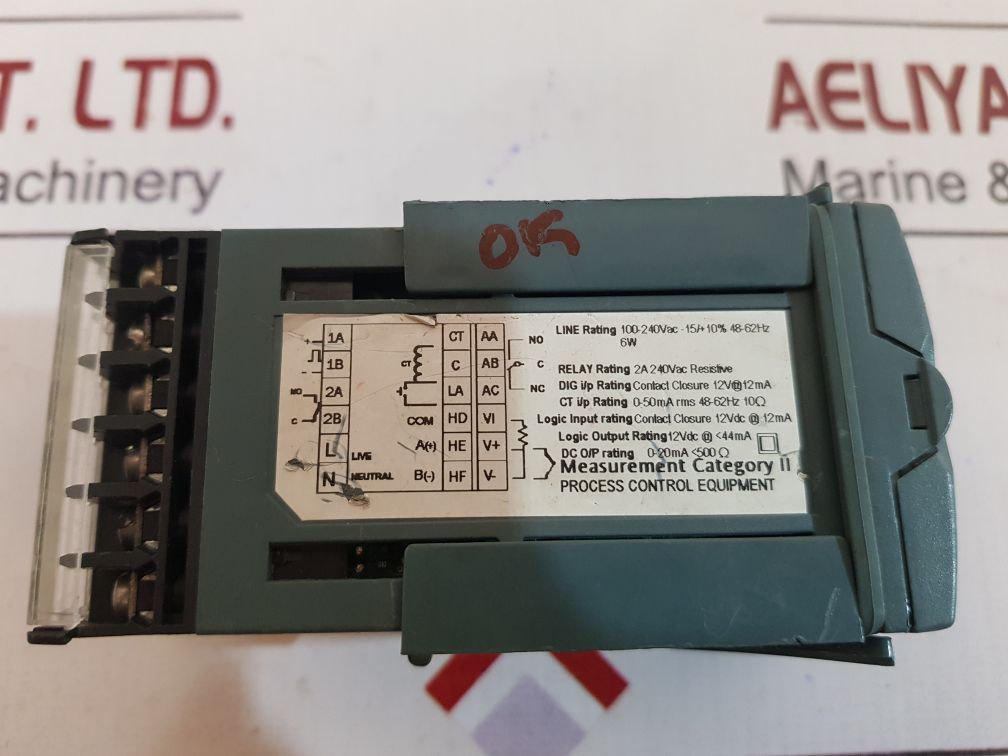 T. LTD.
achinery
AELIYA
Marine &
OK
1A CT AA NO
1B CT C AB C
NO 2A LA AC NC
C 2B COM HD VI
L LIVE A(+) HE V+
N NEUTRAL B(-) HF V-
LINE Rating 100-240Vac -15/+10% 48-62Hz
6W
RELAY Rating 2A 240Vac Resistive
DIG i/p Rating Contact Closure 12V@12mA
CT i/p Rating 0-50mA rms 48-62Hz 10Ω
Logic Input rating Contact Closure 12Vdc @ 12mA
Logic Output Rating 12Vdc @ <44mA
DC O/P rating 0-20mA <500 Ω
Measurement Category II
PROCESS CONTROL EQUIPMENT